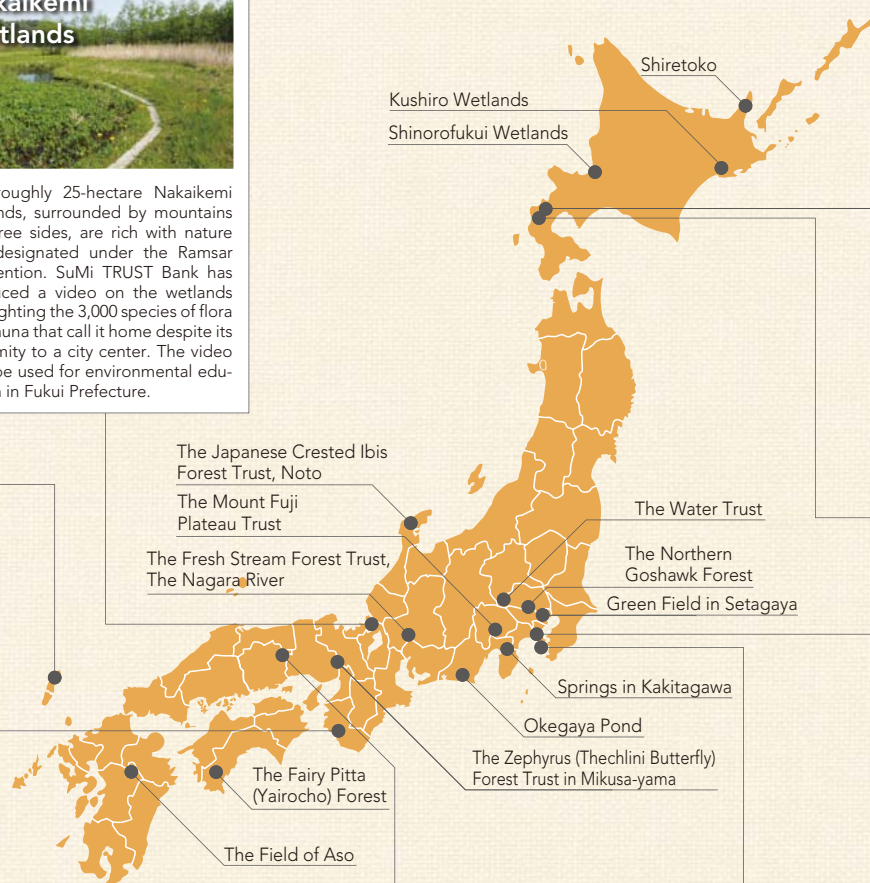 kaikemi
tlands
roughly 25-hectare Nakaikemi
nds, surrounded by mountains
ree sides, are rich with nature
designated under the Ramsar
ention. SuMi TRUST Bank has
uced a video on the wetlands
ghting the 3,000 species of flora
una that call it home despite its
mity to a city center. The video
be used for environmental edu-
n in Fukui Prefecture.
Shiretoko
Kushiro Wetlands
Shinorofukui Wetlands
The Japanese Crested Ibis
Forest Trust, Noto
The Mount Fuji
Plateau Trust
The Fresh Stream Forest Trust,
The Nagara River
The Water Trust
The Northern
Goshawk Forest
Green Field in Setagaya
Springs in Kakitagawa
Okegaya Pond
The Zephyrus (Thechlini Butterfly)
Forest Trust in Mikusa-yama
The Fairy Pitta
(Yairocho) Forest
The Field of Aso